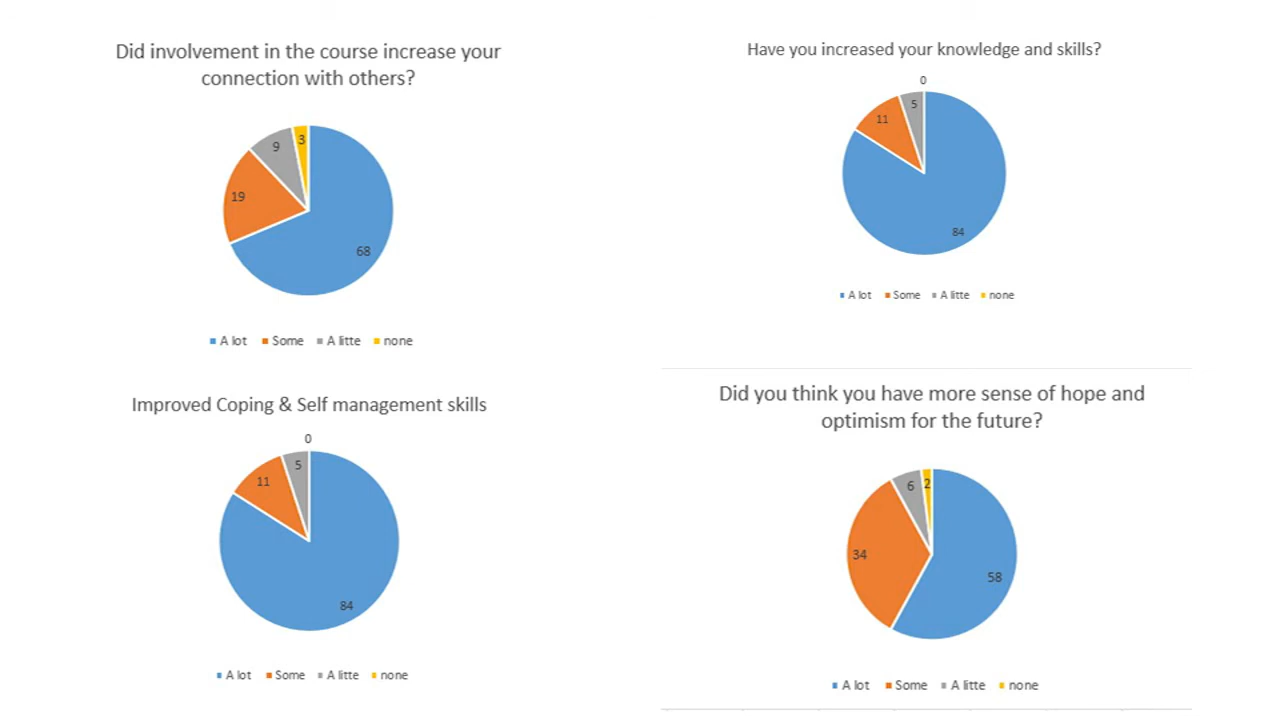 Did involvement in the course increase your
connection with others?
3
9
19
68
A lot Some A litte none
Have you increased your knowledge and skills?
0
5
11
84
A lot Some A litte none
Improved Coping & Self management skills
0
5
11
84
A lot Some A litte none
Did you think you have more sense of hope and
optimism for the future?
6 2
34
58
A lot Some A litte none